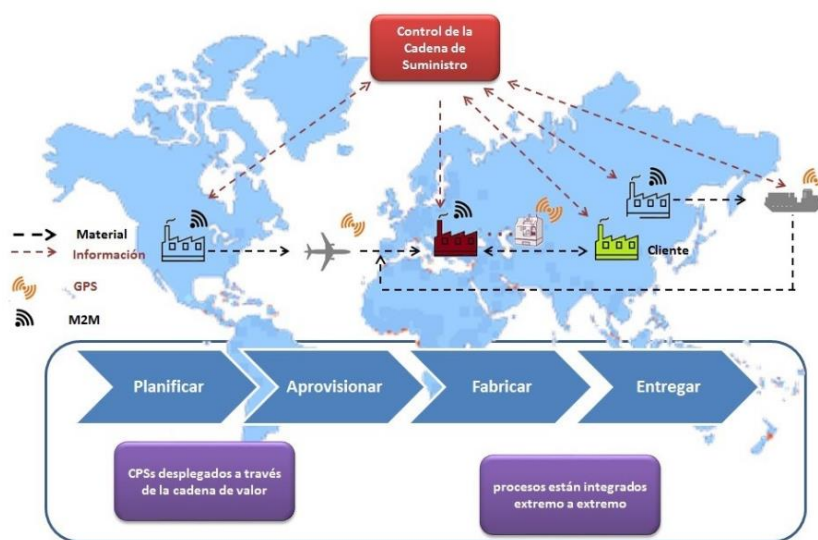 Control de la
Cadena de
Suministro
Material
Información
GPS
M2M
Cliente
Planificar
Aprovisionar
Fabricar
Entregar
CPSs desplegados a través
de la cadena de valor
procesos están integrados
extremo a extremo